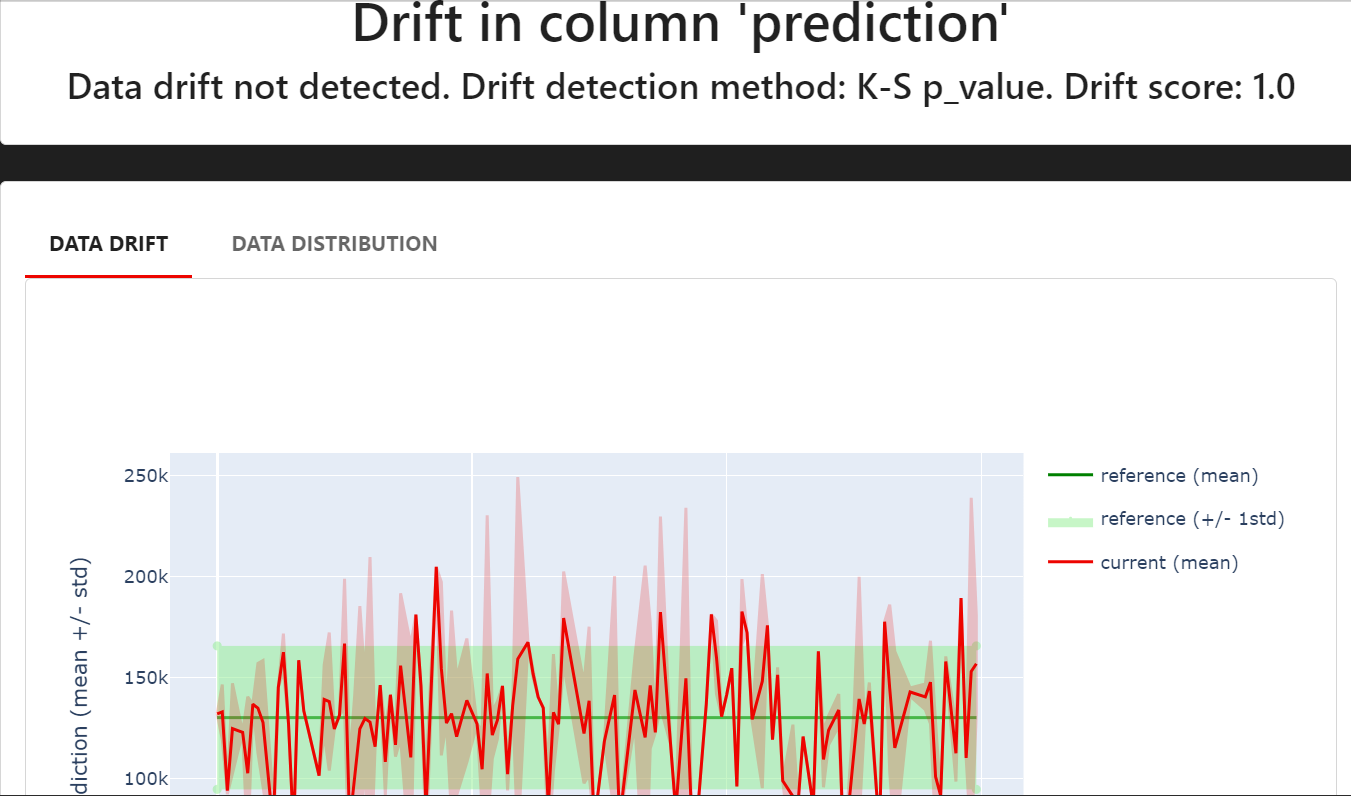 Drift in column 'prediction'
Data drift not detected. Drift detection method: K-S p_value. Drift score: 1.0
DATA DRIFT
DATA DISTRIBUTION
250k
200k
150k
100k
diction (mean +/- std)
reference (mean)
reference (+/- 1std)
current (mean)